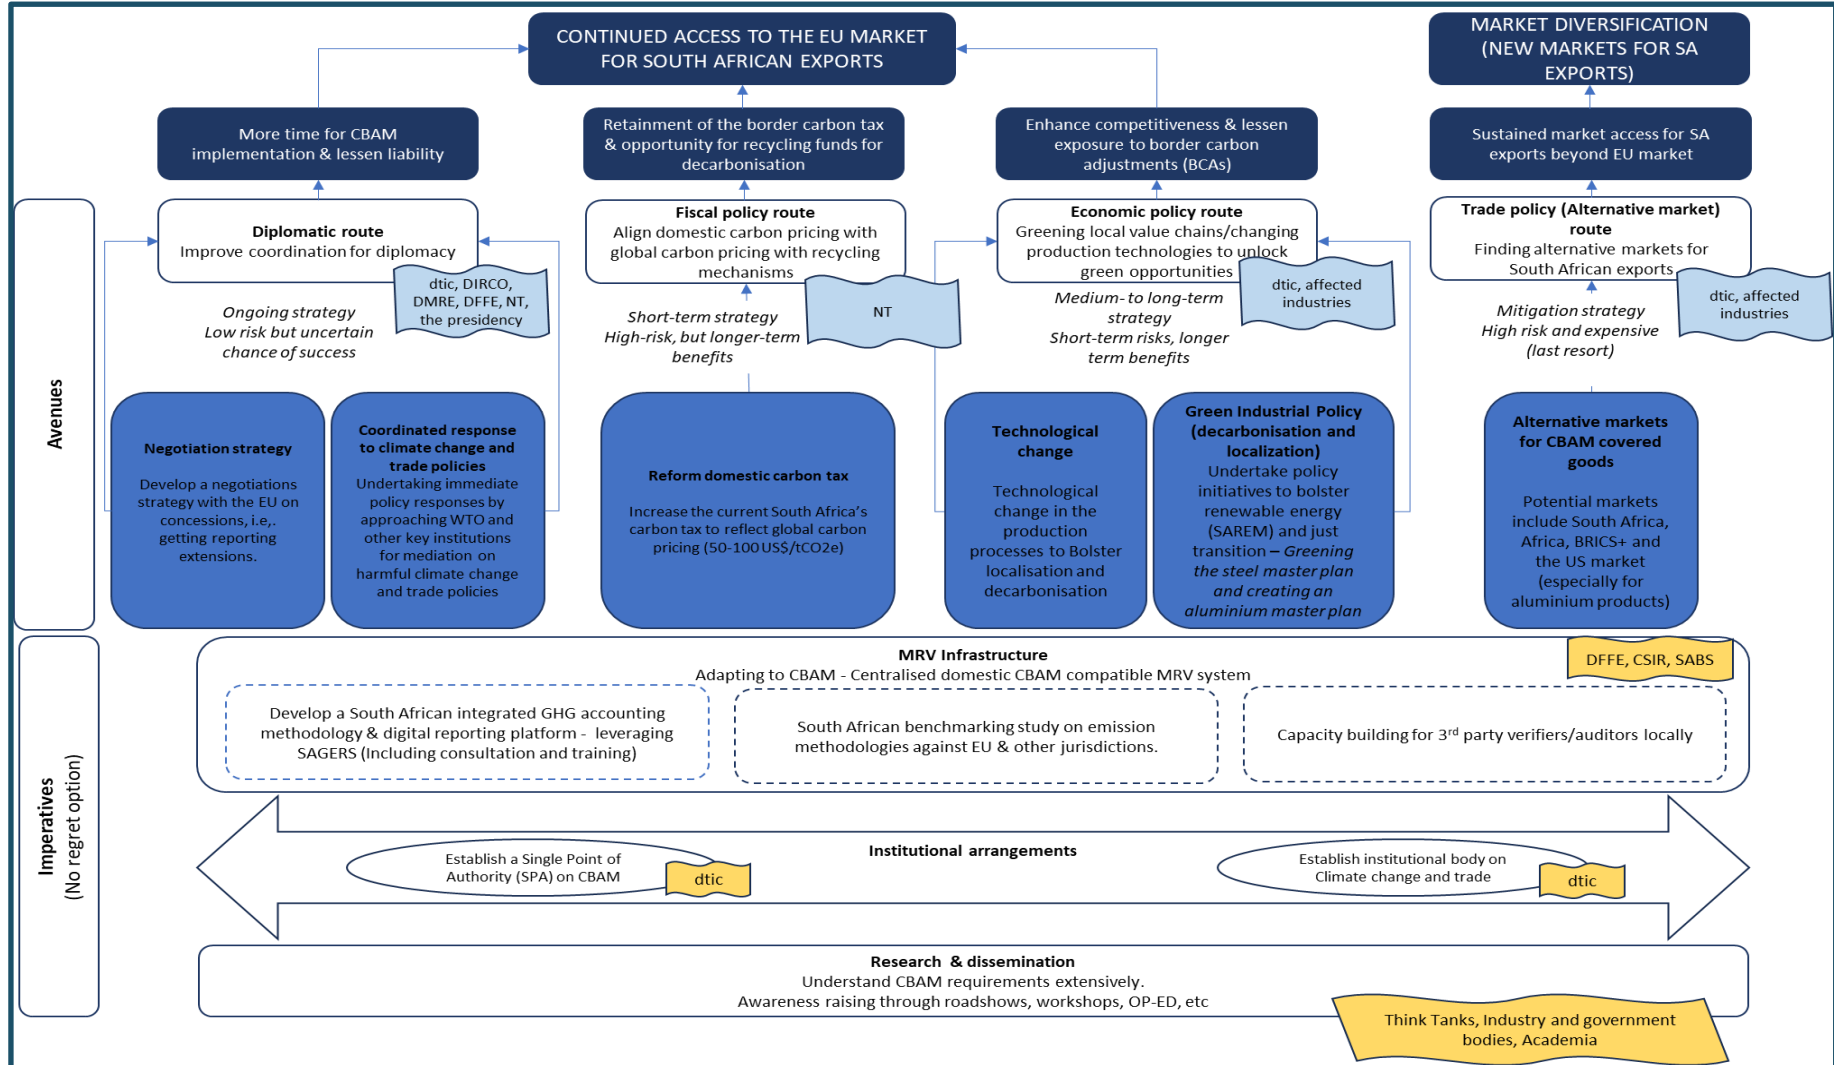 CONTINUED ACCESS TO THE EU MARKET
FOR SOUTH AFRICAN EXPORTS
MARKET DIVERSIFICATION
(NEW MARKETS FOR SA
EXPORTS)
More time for CBAM
implementation & lessen liability
Retainment of the border carbon tax
& opportunity for recycling funds for
decarbonisation
Enhance competitiveness & lessen
exposure to border carbon
adjustments (BCAs)
Sustained market access for SA
exports beyond EU market
Avenues
Diplomatic route
Improve coordination for diplomacy
dtic, DIRCO,
DMRE, DFFE, NT,
the presidency
Ongoing strategy
Low risk but uncertain
chance of success
Fiscal policy route
Align domestic carbon pricing with
global carbon pricing with recycling
mechanisms
NT
Short-term strategy
High-risk, but longer-term
benefits
Economic policy route
Greening local value chains/changing
production technologies to unlock
green opportunities
dtic, affected
industries
Medium- to long-term
strategy
Short-term risks, longer
term benefits
Trade policy (Alternative market)
route
Finding alternative markets for
South African exports
dtic, affected
industries
Mitigation strategy
High risk and expensive
(last resort)
Negotiation strategy
Develop a negotiations
strategy with the EU on
concessions, i.e,.
getting reporting
extensions.
Coordinated response
to climate change and
trade policies
Undertaking immediate
policy responses by
approaching WTO and
other key institutions
for mediation on
harmful climate change
and trade policies
Reform domestic carbon tax
Increase the current South Africa's
carbon tax to reflect global carbon
pricing (50-100 US$/tCO2e)
Technological
change
Technological
change in the
production
processes to Bolster
localisation and
decarbonisation
Green Industrial Policy
(decarbonisation and
localization)
Undertake policy
initiatives to bolster
renewable energy
(SAREM) and just
transition – Greening
the steel master plan
and creating an
aluminium master plan
Alternative markets
for CBAM covered
goods
Potential markets
include South Africa,
Africa, BRICS+ and
the US market
(especially for
aluminium products)
Imperatives
(No regret option)
MRV Infrastructure
Adapting to CBAM - Centralised domestic CBAM compatible MRV system
DFFE, CSIR, SABS
Develop a South African integrated GHG accounting
methodology & digital reporting platform - leveraging
SAGERS (Including consultation and training)
South African benchmarking study on emission
methodologies against EU & other jurisdictions.
Capacity building for 3rd party verifiers/auditors locally
Institutional arrangements
Establish a Single Point of
Authority (SPA) on CBAM
dtic
Establish institutional body on
Climate change and trade
dtic
Research & dissemination
Understand CBAM requirements extensively.
Awareness raising through roadshows, workshops, OP-ED, etc
Think Tanks, Industry and government
bodies, Academia